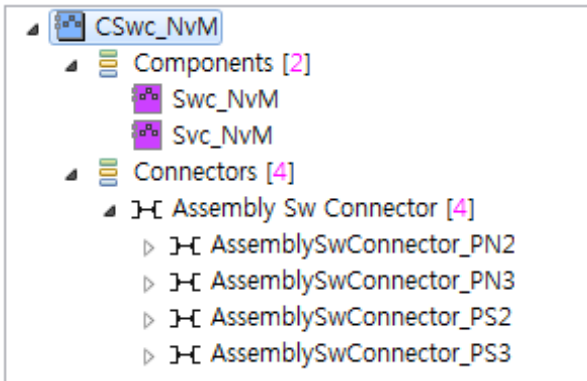 CSwc_NvM
Components [2]
Swc_NvM
Svc_NvM
Connectors [4]
Assembly Sw Connector [4]
AssemblySwConnector_PN2
AssemblySwConnector_PN3
AssemblySwConnector_PS2
AssemblySwConnector_PS3